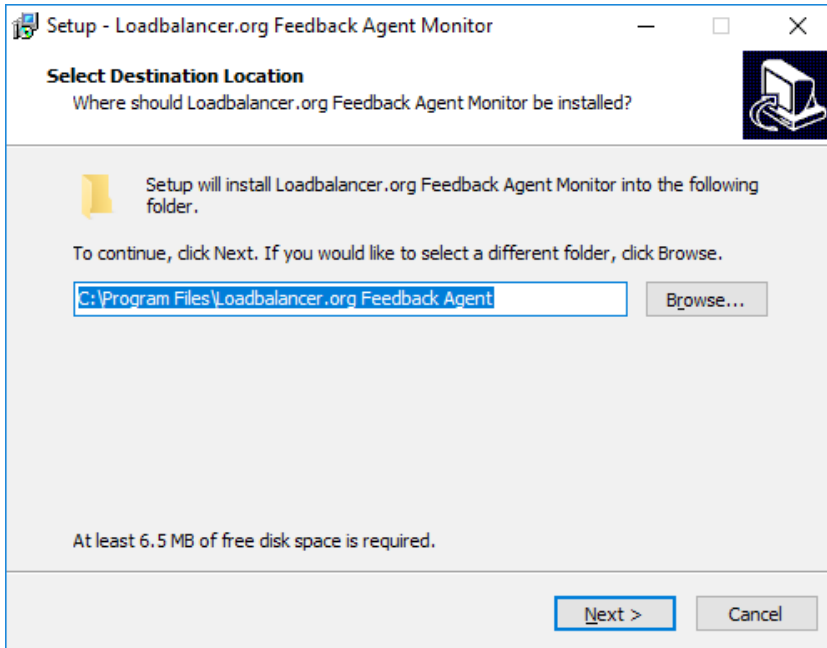 Setup - Loadbalancer.org Feedback Agent Monitor
Select Destination Location
Where should Loadbalancer.org Feedback Agent Monitor be installed?
Setup will install Loadbalancer.org Feedback Agent Monitor into the following
folder.
To continue, click Next. If you would like to select a different folder, click Browse.
C:\Program Files\Loadbalancer.org Feedback Agent
Browse...
At least 6.5 MB of free disk space is required.
Next >
Cancel